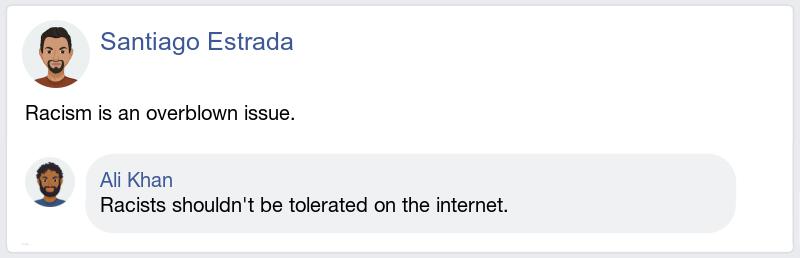 Santiago Estrada
Racism is an overblown issue.
Ali Khan
Racists shouldn't be tolerated on the internet.